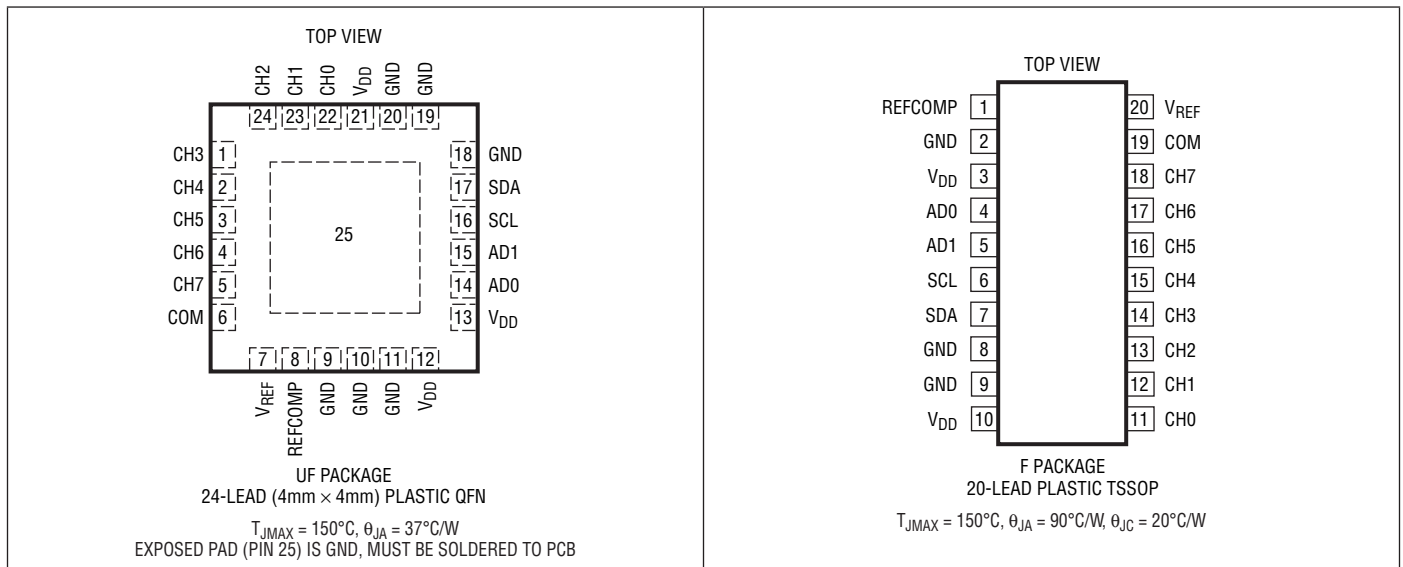 TOP VIEW
CH2 CH1 CH0 VDD GND GND
24 23 22 21 20 19
CH3 1
CH4 2
CH5 3
CH6 4
CH7 5
COM 6
25
18 GND
17 SDA
16 SCL
15 AD1
14 AD0
13 VDD
7 8 9 10 11 12
VREF REFCOMP GND GND GND VDD
UF PACKAGE
24-LEAD (4mm × 4mm) PLASTIC QFN
TJMAX = 150°C, θJA = 37°C/W
EXPOSED PAD (PIN 25) IS GND, MUST BE SOLDERED TO PCB
TOP VIEW
REFCOMP 1
GND 2
VDD 3
AD0 4
AD1 5
SCL 6
SDA 7
GND 8
GND 9
VDD 10
20 VREF
19 COM
18 CH7
17 CH6
16 CH5
15 CH4
14 CH3
13 CH2
12 CH1
11 CH0
F PACKAGE
20-LEAD PLASTIC TSSOP
TJMAX = 150°C, θJA = 90°C/W, θJC = 20°C/W